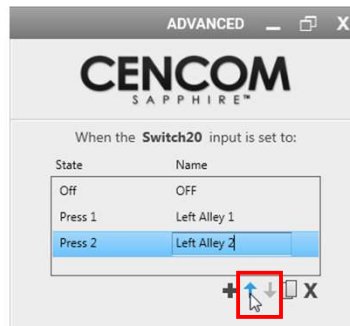 ADVANCED
CENCOM
SAPPHIRE™
When the Switch20 input is set to:
State Name
Off OFF
Press 1 Left Alley 1
Press 2 Left Alley 2